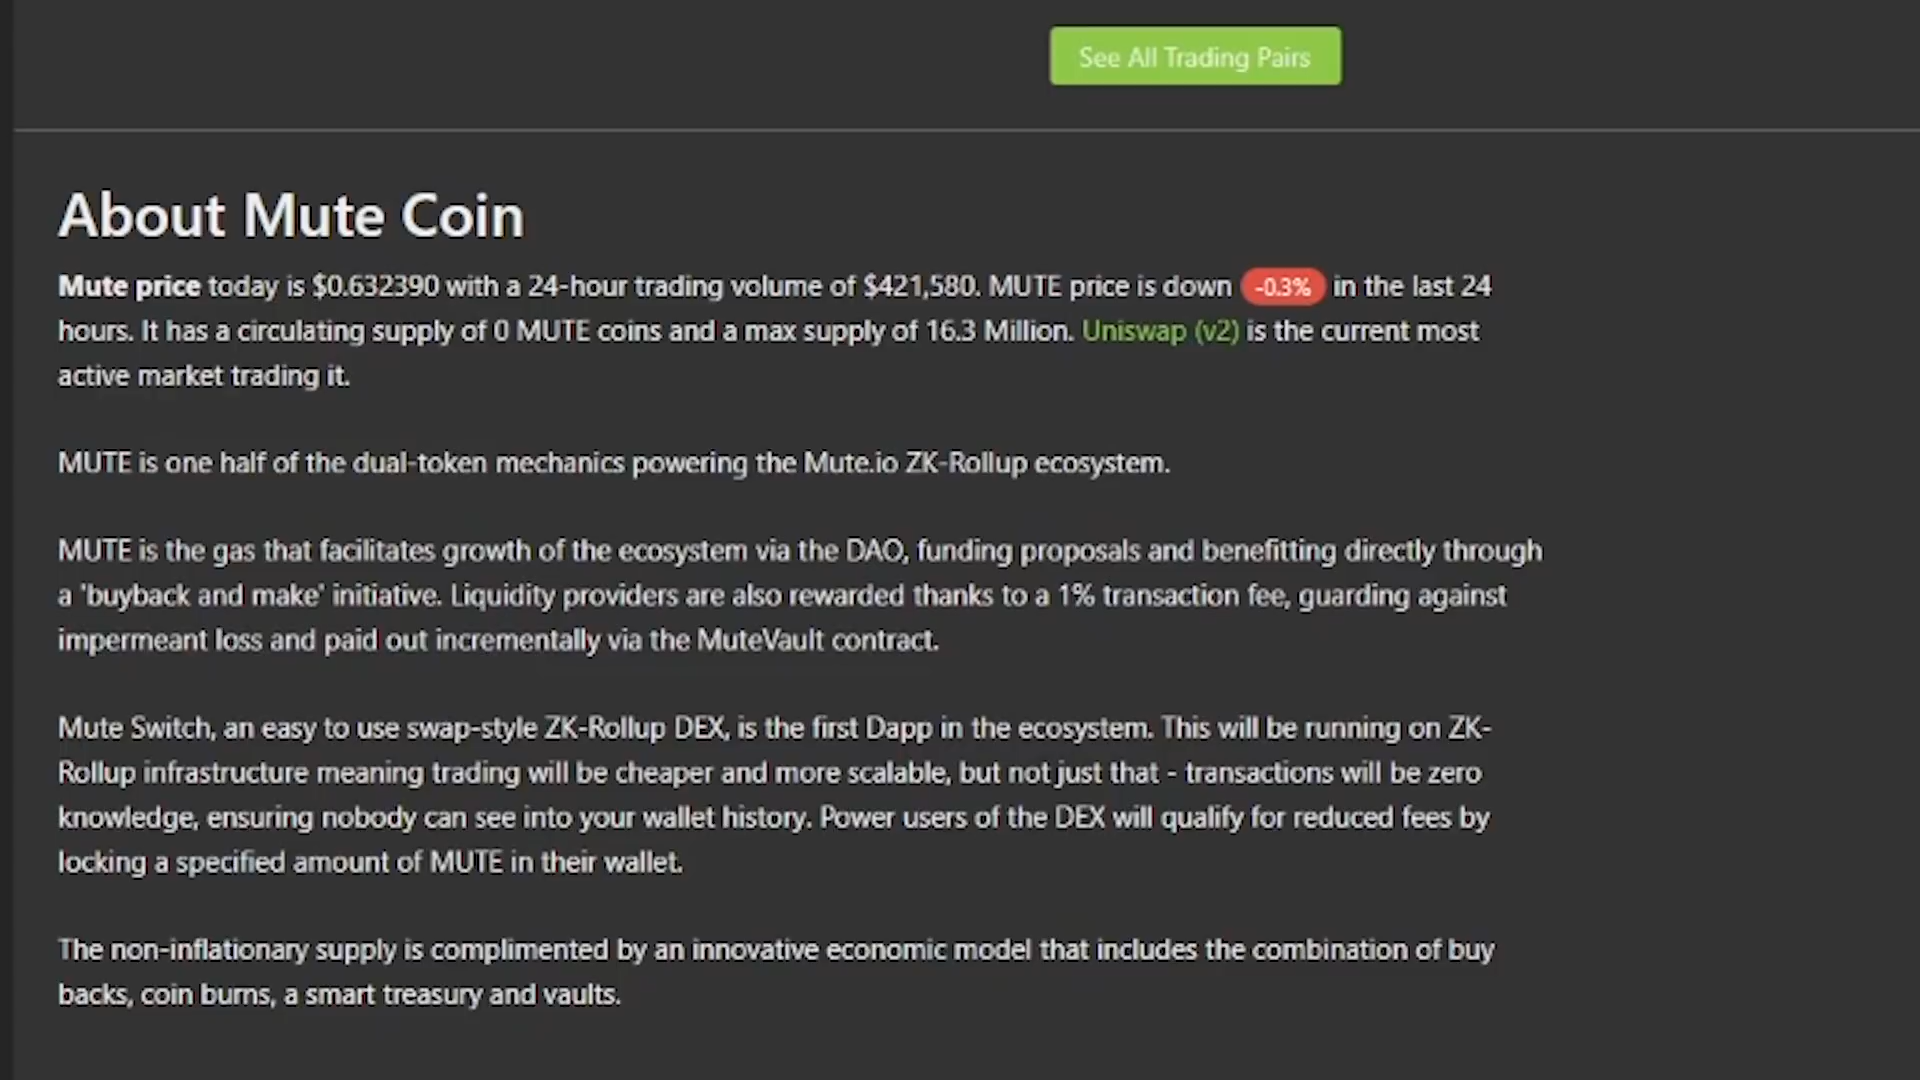 See All Trading Pairs
About Mute Coin
Mute price today is $0.632390 with a 24-hour trading volume of $421,580. MUTE price is down -0.3% in the last 24
hours. It has a circulating supply of 0 MUTE coins and a max supply of 16.3 Million. Uniswap (v2) is the current most
active market trading it.
MUTE is one half of the dual-token mechanics powering the Mute.io ZK-Rollup ecosystem.
MUTE is the gas that facilitates growth of the ecosystem via the DAO, funding proposals and benefitting directly through
a 'buyback and make' initiative. Liquidity providers are also rewarded thanks to a 1% transaction fee, guarding against
impermeant loss and paid out incrementally via the MuteVault contract.
Mute Switch, an easy to use swap-style ZK-Rollup DEX, is the first Dapp in the ecosystem. This will be running on ZK-
Rollup infrastructure meaning trading will be cheaper and more scalable, but not just that - transactions will be zero
knowledge, ensuring nobody can see into your wallet history. Power users of the DEX will qualify for reduced fees by
locking a specified amount of MUTE in their wallet.
The non-inflationary supply is complimented by an innovative economic model that includes the combination of buy
backs, coin burns, a smart treasury and vaults.